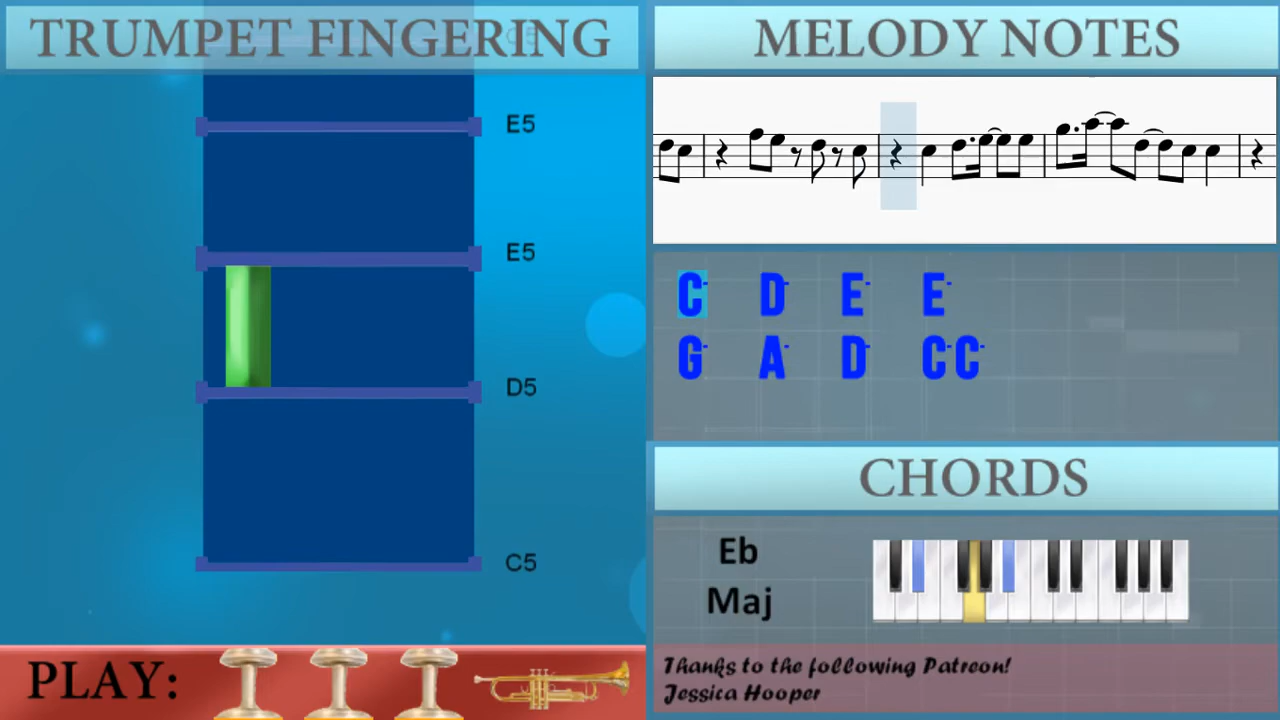 TRUMPET FINGERING
E5
E5
D5
C5
PLAY:
MELODY NOTES
C- D- E- E-
G- A- D- C-C-
CHORDS
Eb
Maj
Thanks to the following Patreon!
Jessica Hooper